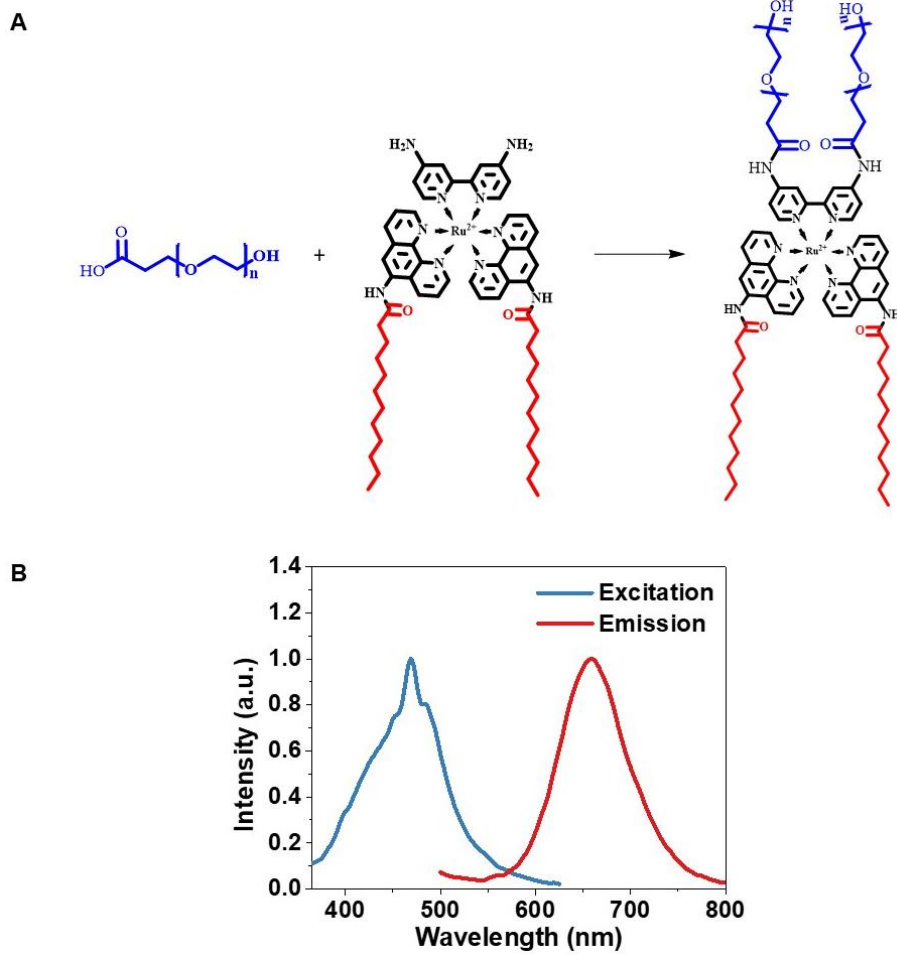 A
OH
n
HO
n
O
O
O
O
NH
HN
H₂N
NH₂
N
N
N
N
Ru²⁺
N
N
N
N
Ru²⁺
N
N
N
N
O
HO
O
OH
n
+
HN
O
O
NH
HN
O
O
NH
B
1.4
1.2
1.0
0.8
0.6
0.4
0.2
0.0
Intensity (a.u.)
Excitation
Emission
400 500 600 700 800
Wavelength (nm)